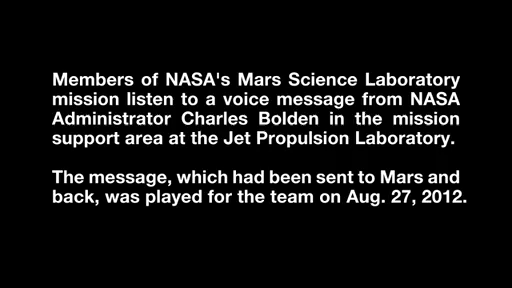 Members of NASA's Mars Science Laboratory
mission listen to a voice message from NASA
Administrator Charles Bolden in the mission
support area at the Jet Propulsion Laboratory.
The message, which had been sent to Mars and
back, was played for the team on Aug. 27, 2012.